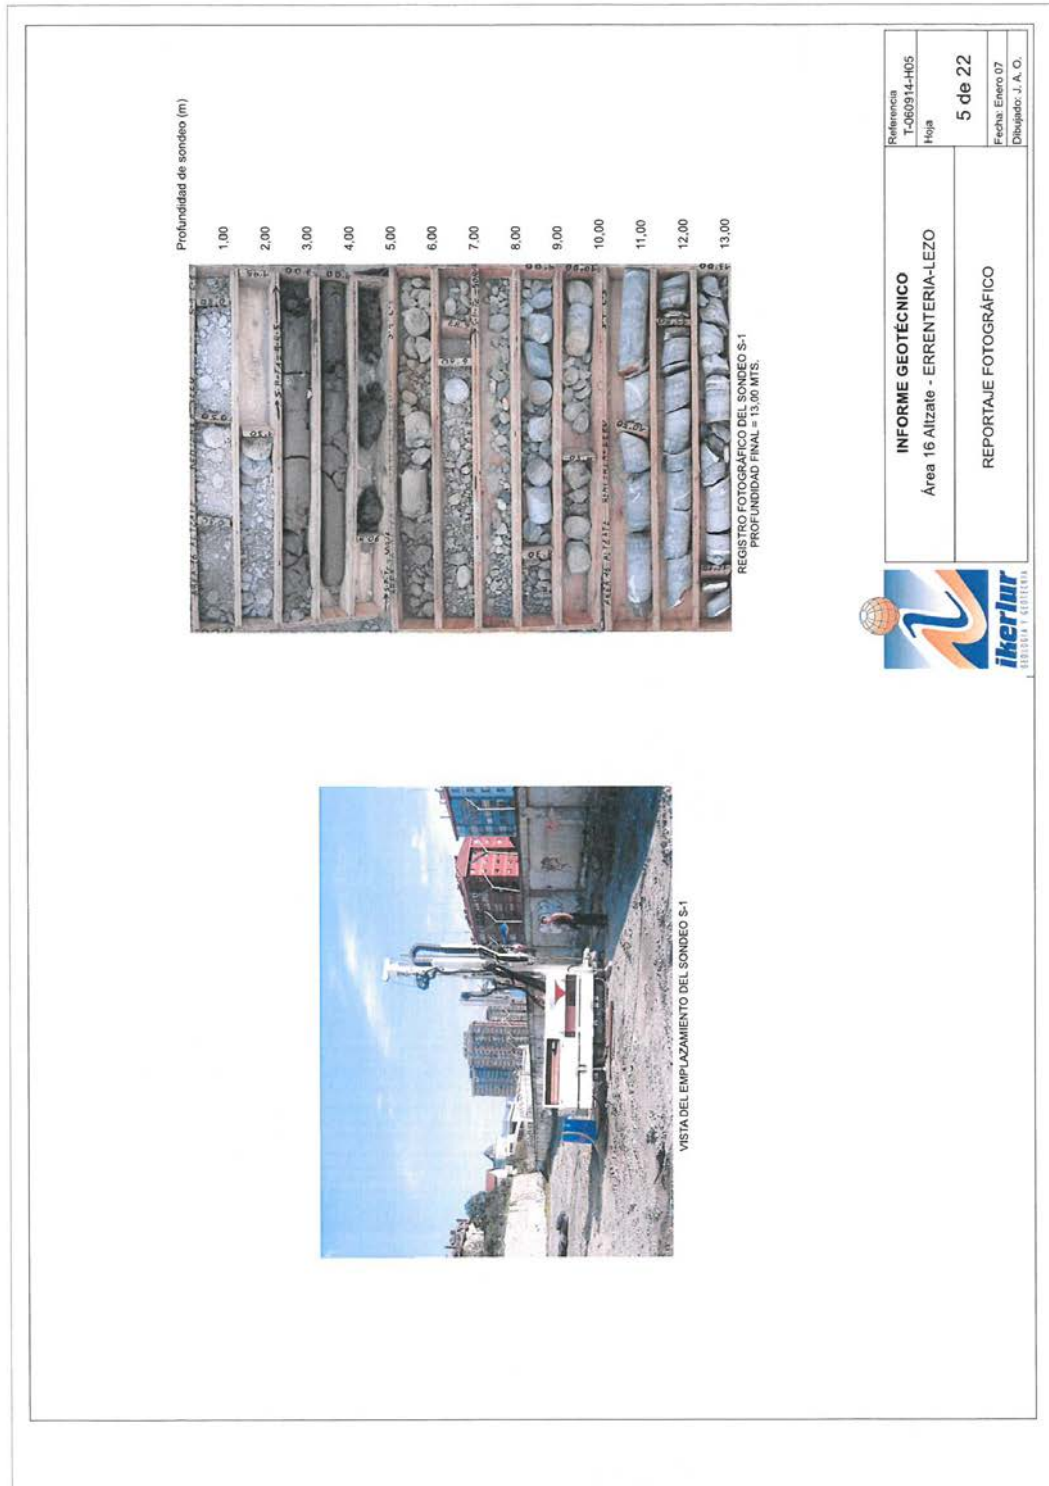 Profundidad de sondeo (m)
1,00
2,00
3,00
4,00
5,00
6,00
7,00
8,00
9,00
10,00
11,00
12,00
13,00
REGISTRO FOTOGRÁFICO DEL SONDEO S-1
PROFUNDIDAD FINAL = 13,00 MTS.
VISTA DEL EMPLAZAMIENTO DEL SONDEO S-1
ikerlur
GEOLOGIA Y GEOTECNIA
INFORME GEOTÉCNICO
Área 16 Altzate - ERRENTERIA-LEZO
REPORTAJE FOTOGRÁFICO
Referencia
T-060914-H05
Hoja
5 de 22
Fecha: Enero 07
Dibujado: J. A. O.